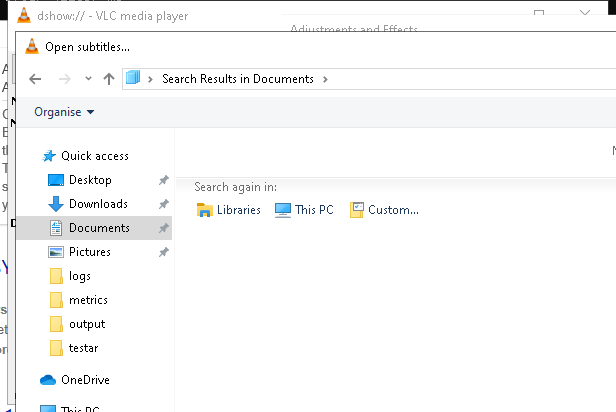 dshow:// - VLC media player
Adjustments and Effects
Open subtitles...
Search Results in Documents
Organise
Quick access
Desktop
Downloads
Documents
Pictures
logs
metrics
output
testar
OneDrive
This PC
Search again in:
Libraries
This PC
Custom...